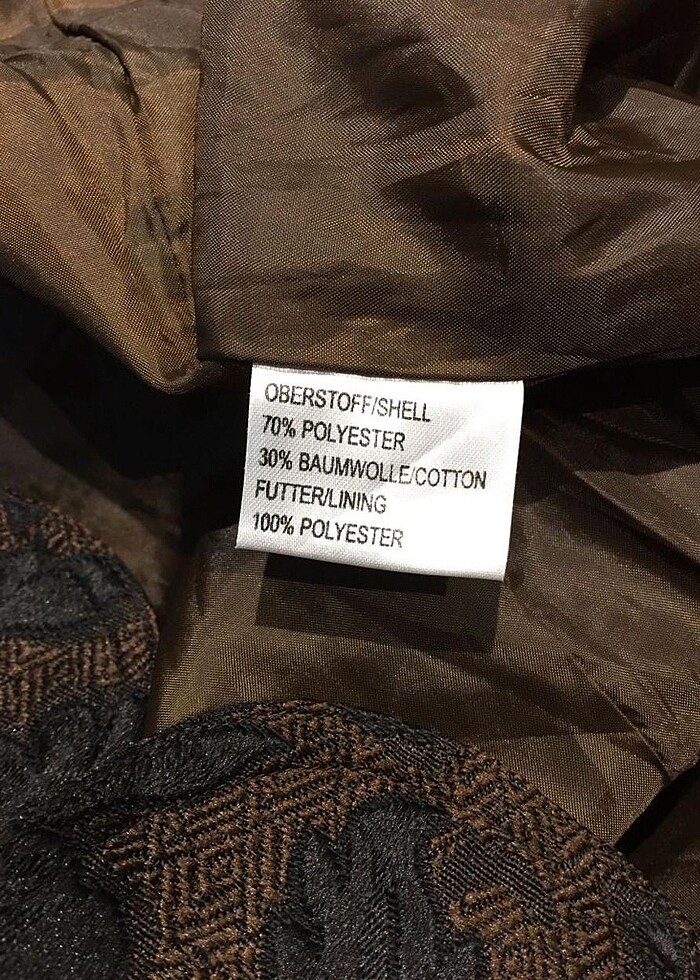 OBERSTOFF/SHELL
70% POLYESTER
30% BAUMWOLLE/COTTON
FUTTER/LINING
100% POLYESTER